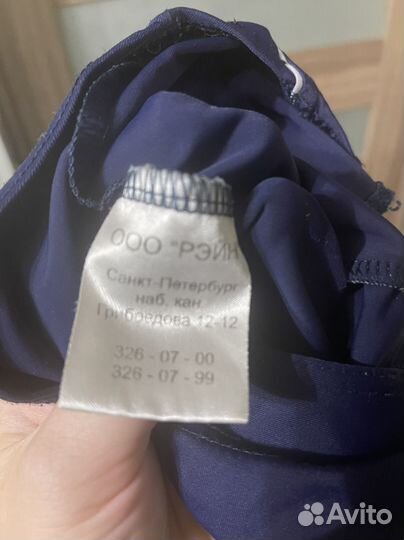 ООО "РЭЙН
Санкт-Петербург
наб. кан.
Грибоедова 12-12
326 - 07 - 00
326 - 07 - 99
Avito